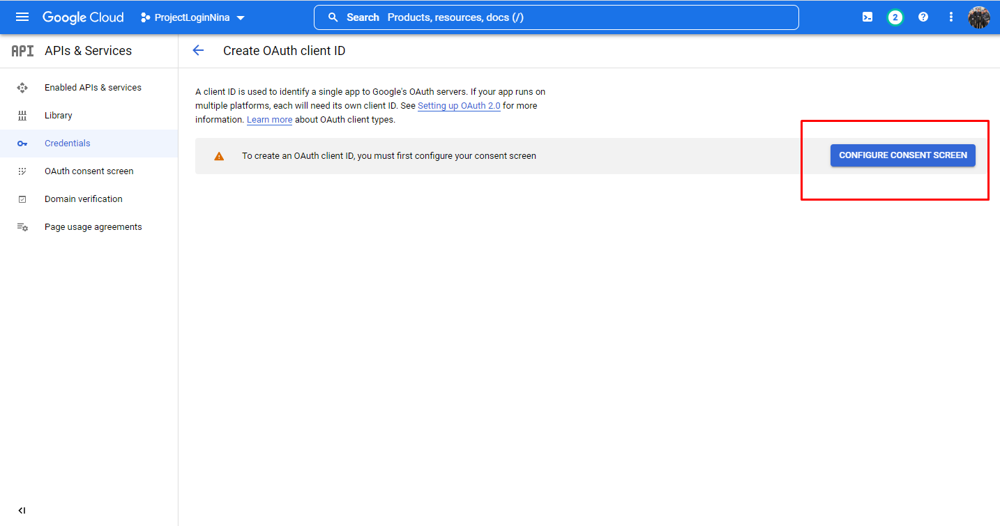 Google Cloud
ProjectLoginNina
Search Products, resources, docs (/)
2
API APIs & Services
Create OAuth client ID
Enabled APIs & services
Library
Credentials
OAuth consent screen
Domain verification
Page usage agreements
A client ID is used to identify a single app to Google's OAuth servers. If your app runs on
multiple platforms, each will need its own client ID. See Setting up OAuth 2.0 for more
information. Learn more about OAuth client types.
To create an OAuth client ID, you must first configure your consent screen
CONFIGURE CONSENT SCREEN